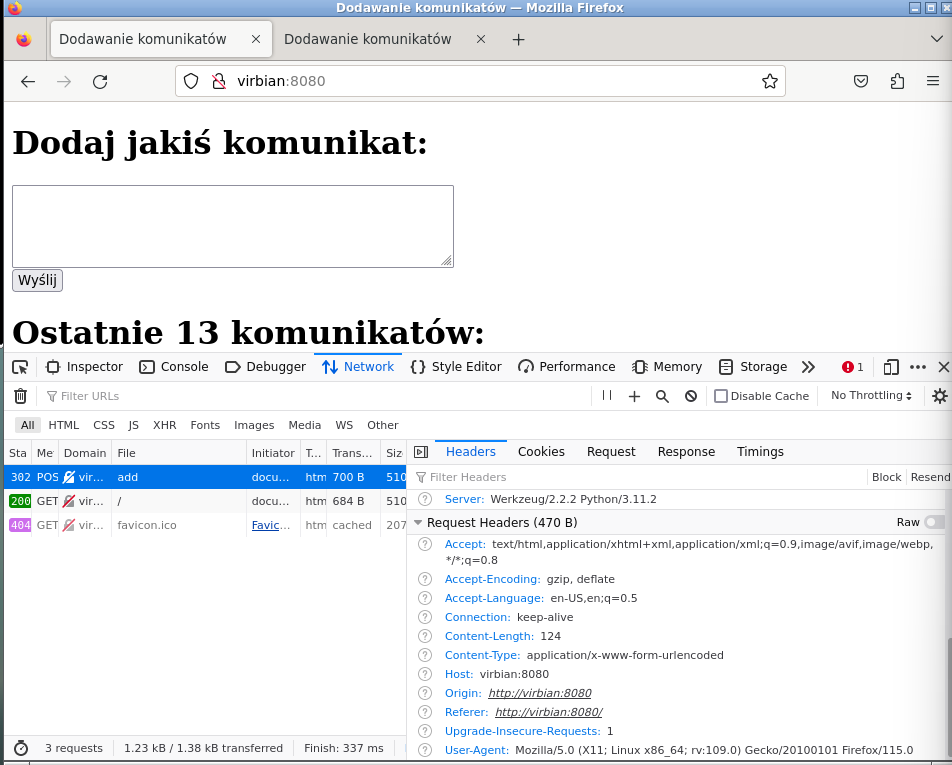 Dodawanie komunikatów — Mozilla Firefox
Dodawanie komunikatów
Dodawanie komunikatów
virbian:8080
Dodaj jakiś komunikat:
Wyślij
Ostatnie 13 komunikatów:
Inspector Console Debugger Network Style Editor Performance Memory Storage 1
Filter URLs Disable Cache No Throttling
All HTML CSS JS XHR Fonts Images Media WS Other
Sta Me Domain File Initiator T... Trans... Siz
302 POS vir... add docu... htm 700 B 510
200 GET vir... / docu... htm 684 B 510
404 GET vir... favicon.ico Favic... htm cached 207
3 requests 1.23 kB / 1.38 kB transferred Finish: 337 ms
Headers Cookies Request Response Timings
Filter Headers Block Resend
Server: Werkzeug/2.2.2 Python/3.11.2
Request Headers (470 B) Raw
Accept: text/html,application/xhtml+xml,application/xml;q=0.9,image/avif,image/webp,
*/*;q=0.8
Accept-Encoding: gzip, deflate
Accept-Language: en-US,en;q=0.5
Connection: keep-alive
Content-Length: 124
Content-Type: application/x-www-form-urlencoded
Host: virbian:8080
Origin: http://virbian:8080
Referer: http://virbian:8080/
Upgrade-Insecure-Requests: 1
User-Agent: Mozilla/5.0 (X11; Linux x86_64; rv:109.0) Gecko/20100101 Firefox/115.0